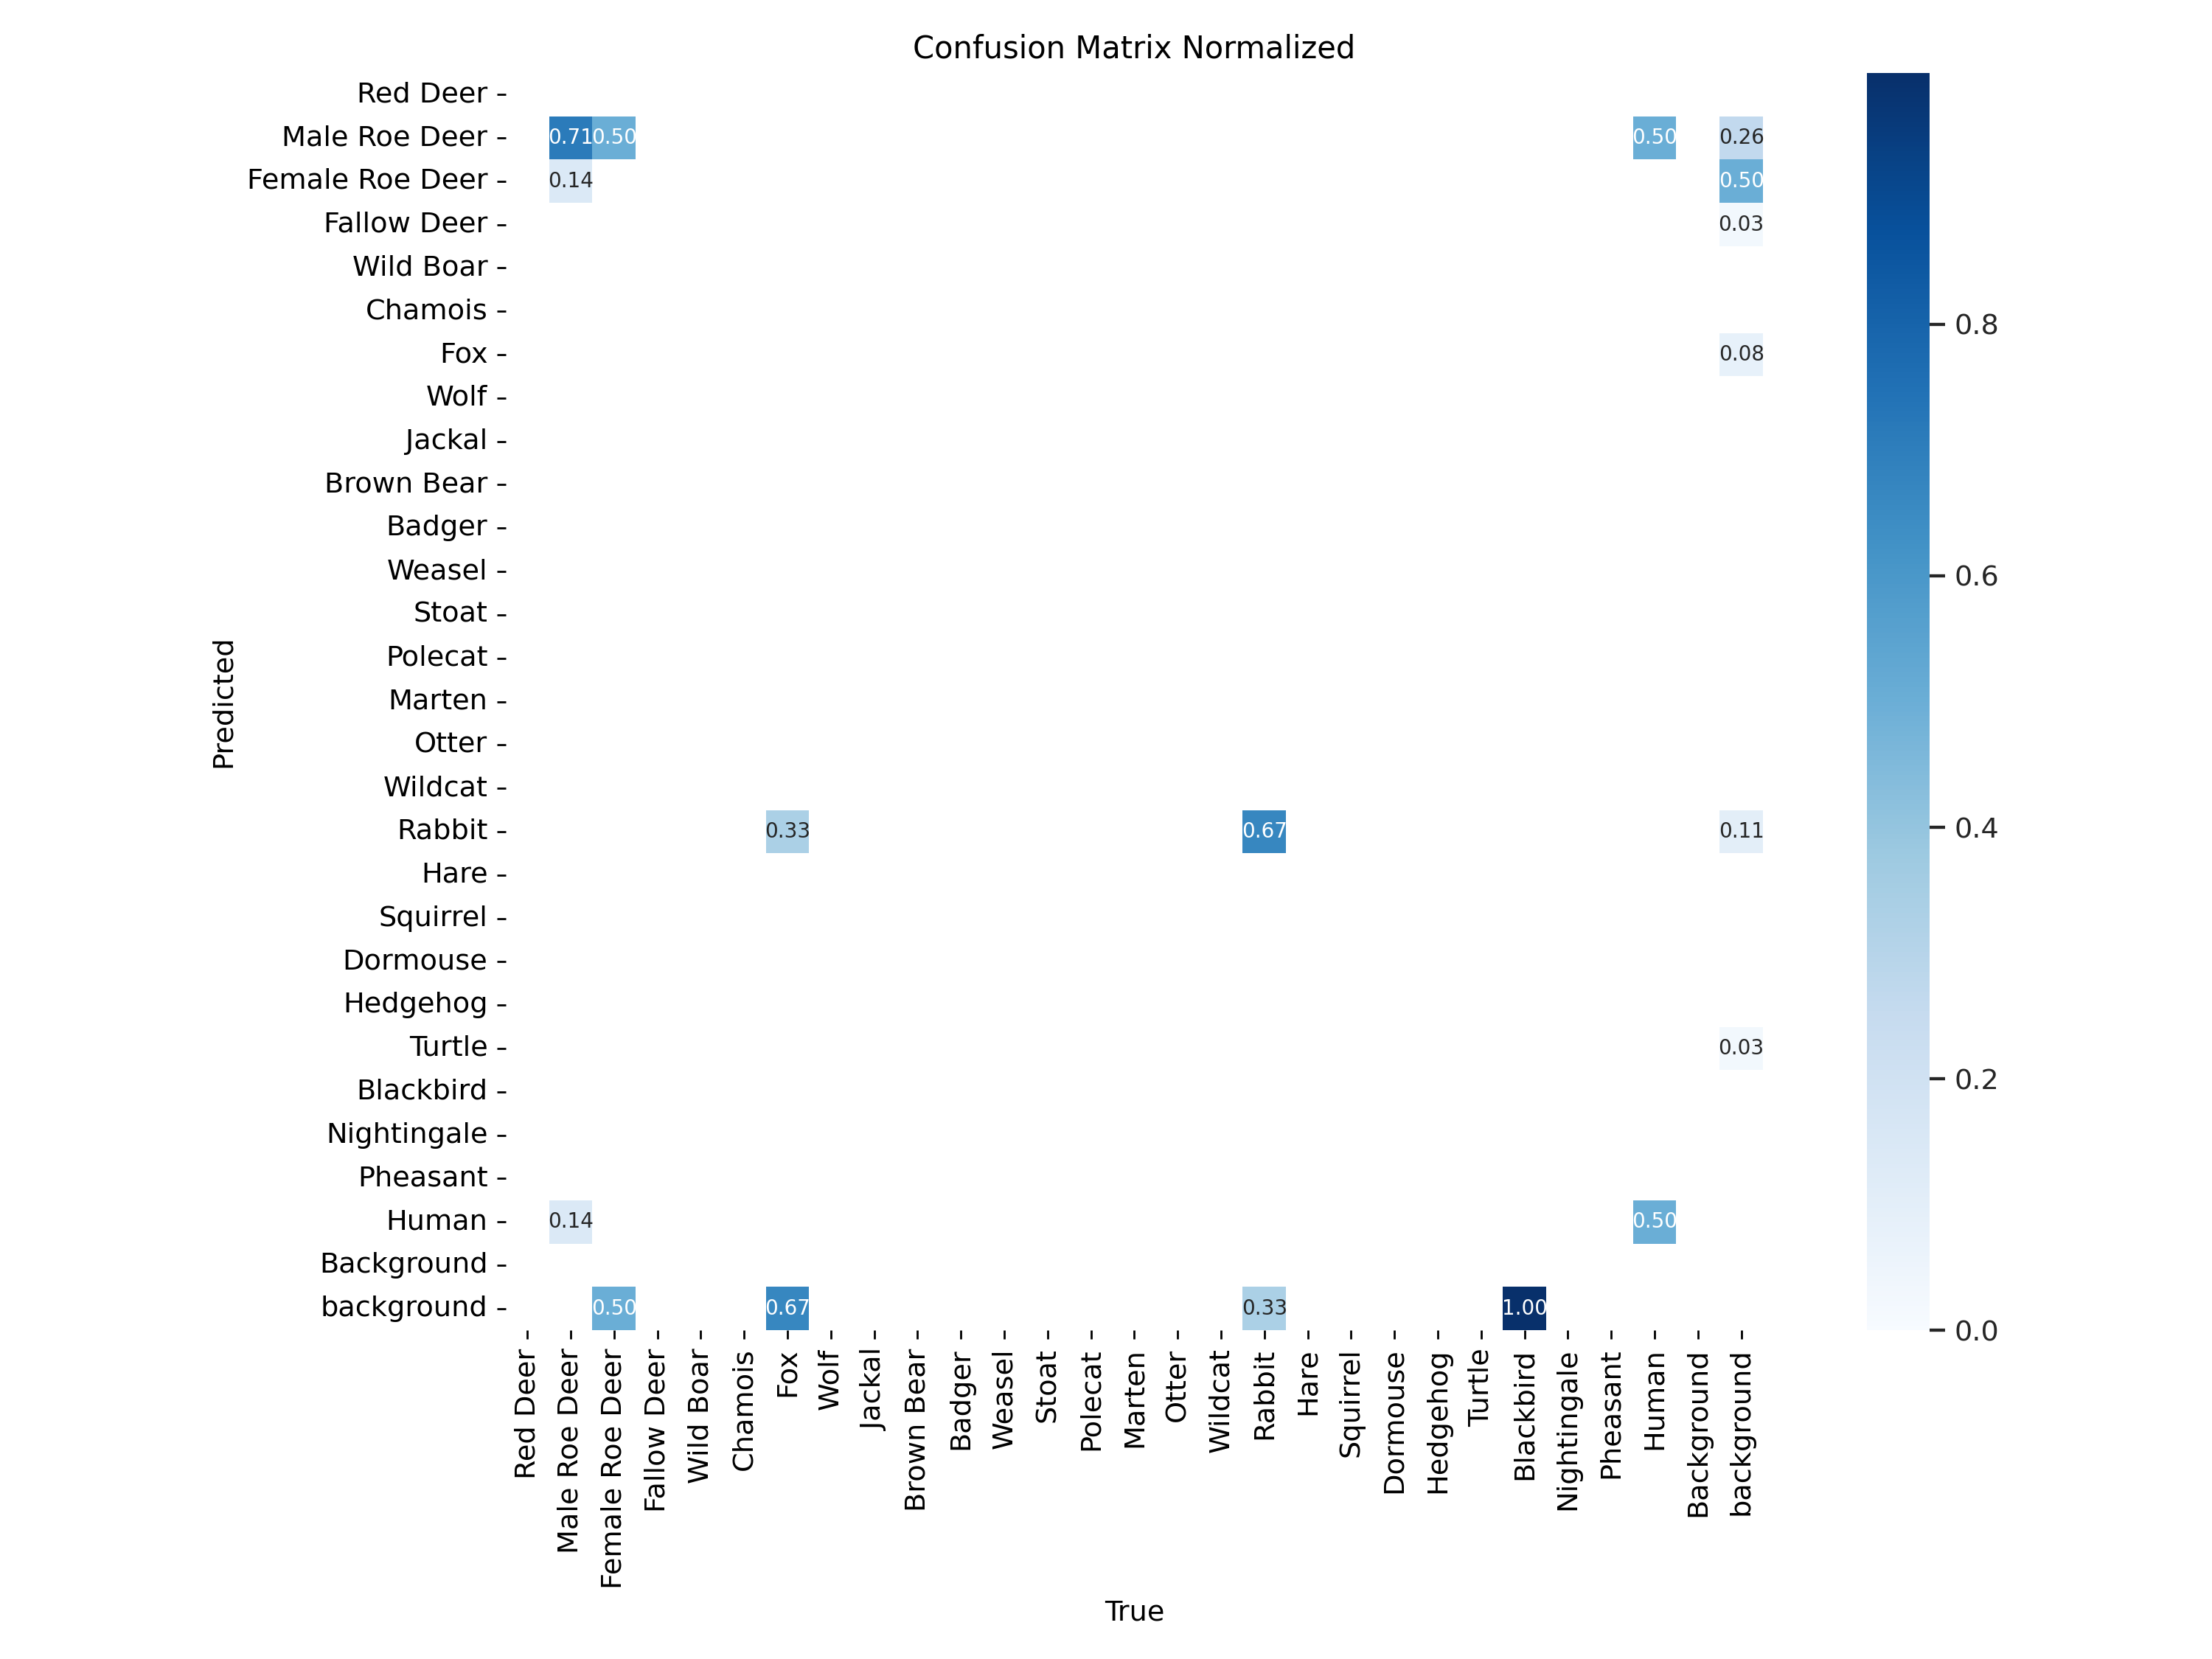 Confusion Matrix Normalized
Red Deer
Male Roe Deer 0.71 0.50 0.50 0.26
Female Roe Deer 0.14 0.50
Fallow Deer 0.03
Wild Boar
Chamois
Fox 0.08
Wolf
Jackal
Brown Bear
Badger
Weasel
Stoat
Polecat
Marten
Otter
Wildcat
Rabbit 0.33 0.67 0.11
Hare
Squirrel
Dormouse
Hedgehog
Turtle 0.03
Blackbird
Nightingale
Pheasant
Human 0.14 0.50
Background
background 0.50 0.67 0.33 1.00
Predicted
Red Deer
Male Roe Deer
Female Roe Deer
Fallow Deer
Wild Boar
Chamois
Fox
Wolf
Jackal
Brown Bear
Badger
Weasel
Stoat
Polecat
Marten
Otter
Wildcat
Rabbit
Hare
Squirrel
Dormouse
Hedgehog
Turtle
Blackbird
Nightingale
Pheasant
Human
Background
background
True
0.8
0.6
0.4
0.2
0.0